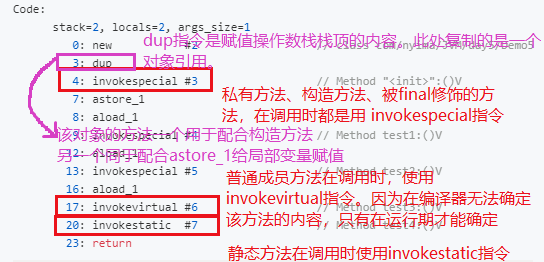 Code:
stack=2, locals=2, args_size=1
0: new #2 // class com/nyima/JVM/day5/Demo5
dup指令是赋值操作数栈栈顶的内容，此处复制的是一个
对象引用。
3: dup
4: invokespecial #3 // Method "<init>":()V
7: astore_1
私有方法、构造方法、被final修饰的方
8: aload_1
法，在调用时都是用 invokespecial指令
9: invokespecial #4 // Method test1:()V
该对象的方法一个用于配合构造方法
12: aload_1
另一个用于配合astore_1给局部变量赋值
13: invokespecial #5 // Method test2:()V
普通成员方法在调用时，使用
16: aload_1
invokevirtual指令。因为在编译器无法确定
17: invokevirtual #6 // Method test3:()V
该方法的内容，只有在运行期才能确定
20: invokestatic #7 // Method test4:()V
23: return
静态方法在调用时使用invokestatic指令